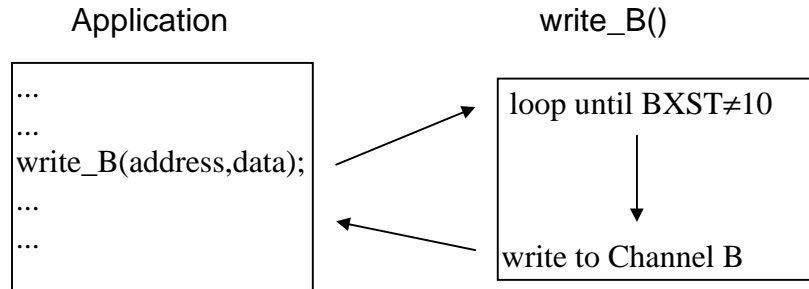 Application
write_B()
...
...
write_B(address,data);
...
...
loop until BXST≠10
write to Channel B